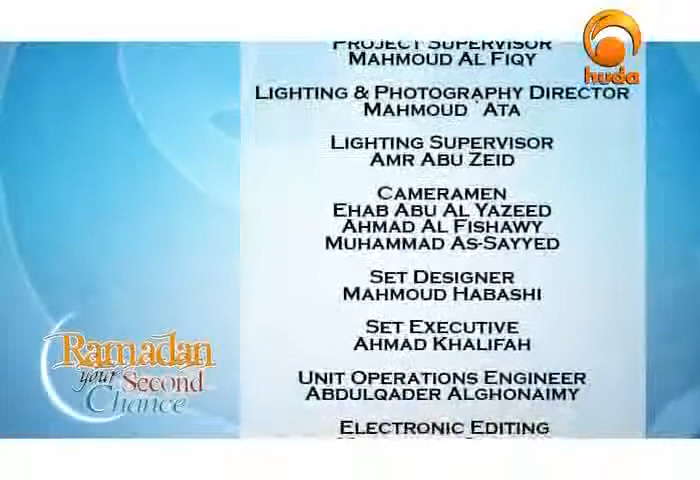 PROJECT SUPERVISOR
MAHMOUD AL FIQY
LIGHTING & PHOTOGRAPHY DIRECTOR
MAHMOUD `ATA
LIGHTING SUPERVISOR
AMR ABU ZEID
CAMERAMEN
EHAB ABU AL YAZEED
AHMAD AL FISHAWY
MUHAMMAD AS-SAYYED
SET DESIGNER
MAHMOUD HABASHI
SET EXECUTIVE
AHMAD KHALIFAH
UNIT OPERATIONS ENGINEER
ABDULQADER ALGHONAIMY
ELECTRONIC EDITING
huda
Ramadan
your Second
Chance